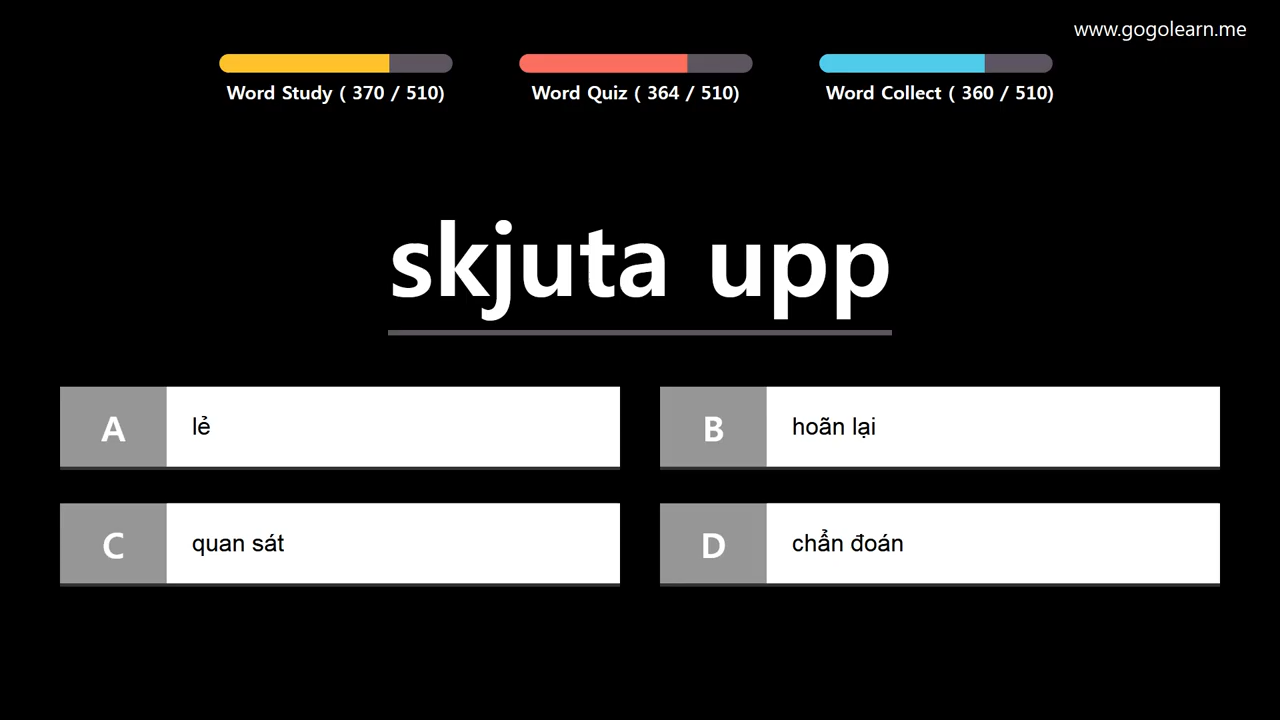 www.gogolearn.me
Word Study ( 370 / 510)
Word Quiz ( 364 / 510)
Word Collect ( 360 / 510)
skjuta upp
A
lẻ
B
hoãn lại
C
quan sát
D
chẩn đoán